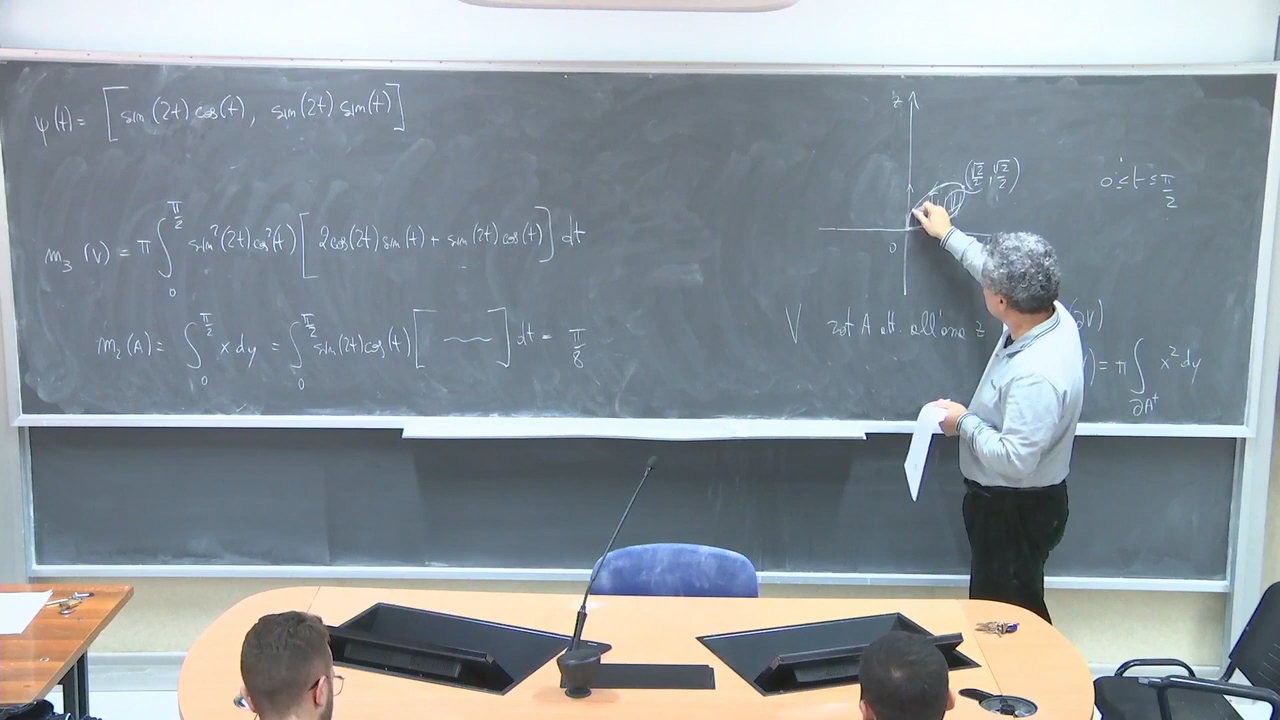 ψ(t) = [sin(2t) cos(t), sin(2t) sin(t)]
m₃(V) = π ∫₀^{π/2} sin²(2t) cos²(t) [2cos(2t) sin(t) + sin(2t) cos(t)] dt
m₂(A) = ∫₀^{π/2} x dy = ∫₀^{π/2} sin(2t) cos(t) [ ~ ] dt = π/8
z
(√2/2, √2/2)
0 ≤ t ≤ π/2
0
V rot A att. all'asse z
∂V)
) = π ∫_{∂A⁺} x² dy